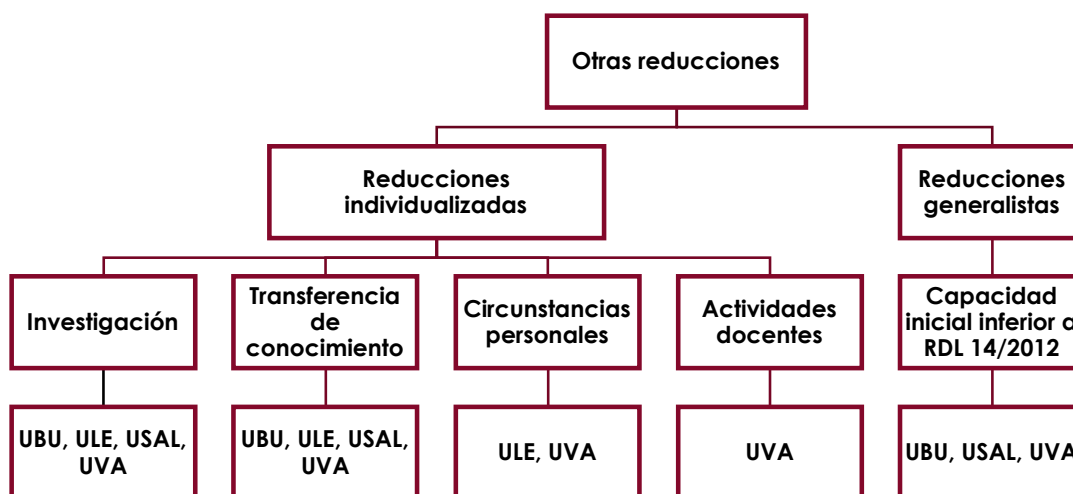 Otras reducciones
Reducciones
individualizadas
Reducciones
generalistas
Investigación
Transferencia
de
conocimiento
Circunstancias
personales
Actividades
docentes
Capacidad
inicial inferior a
RDL 14/2012
UBU, ULE, USAL,
UVA
UBU, ULE, USAL,
UVA
ULE, UVA
UVA
UBU, USAL, UVA